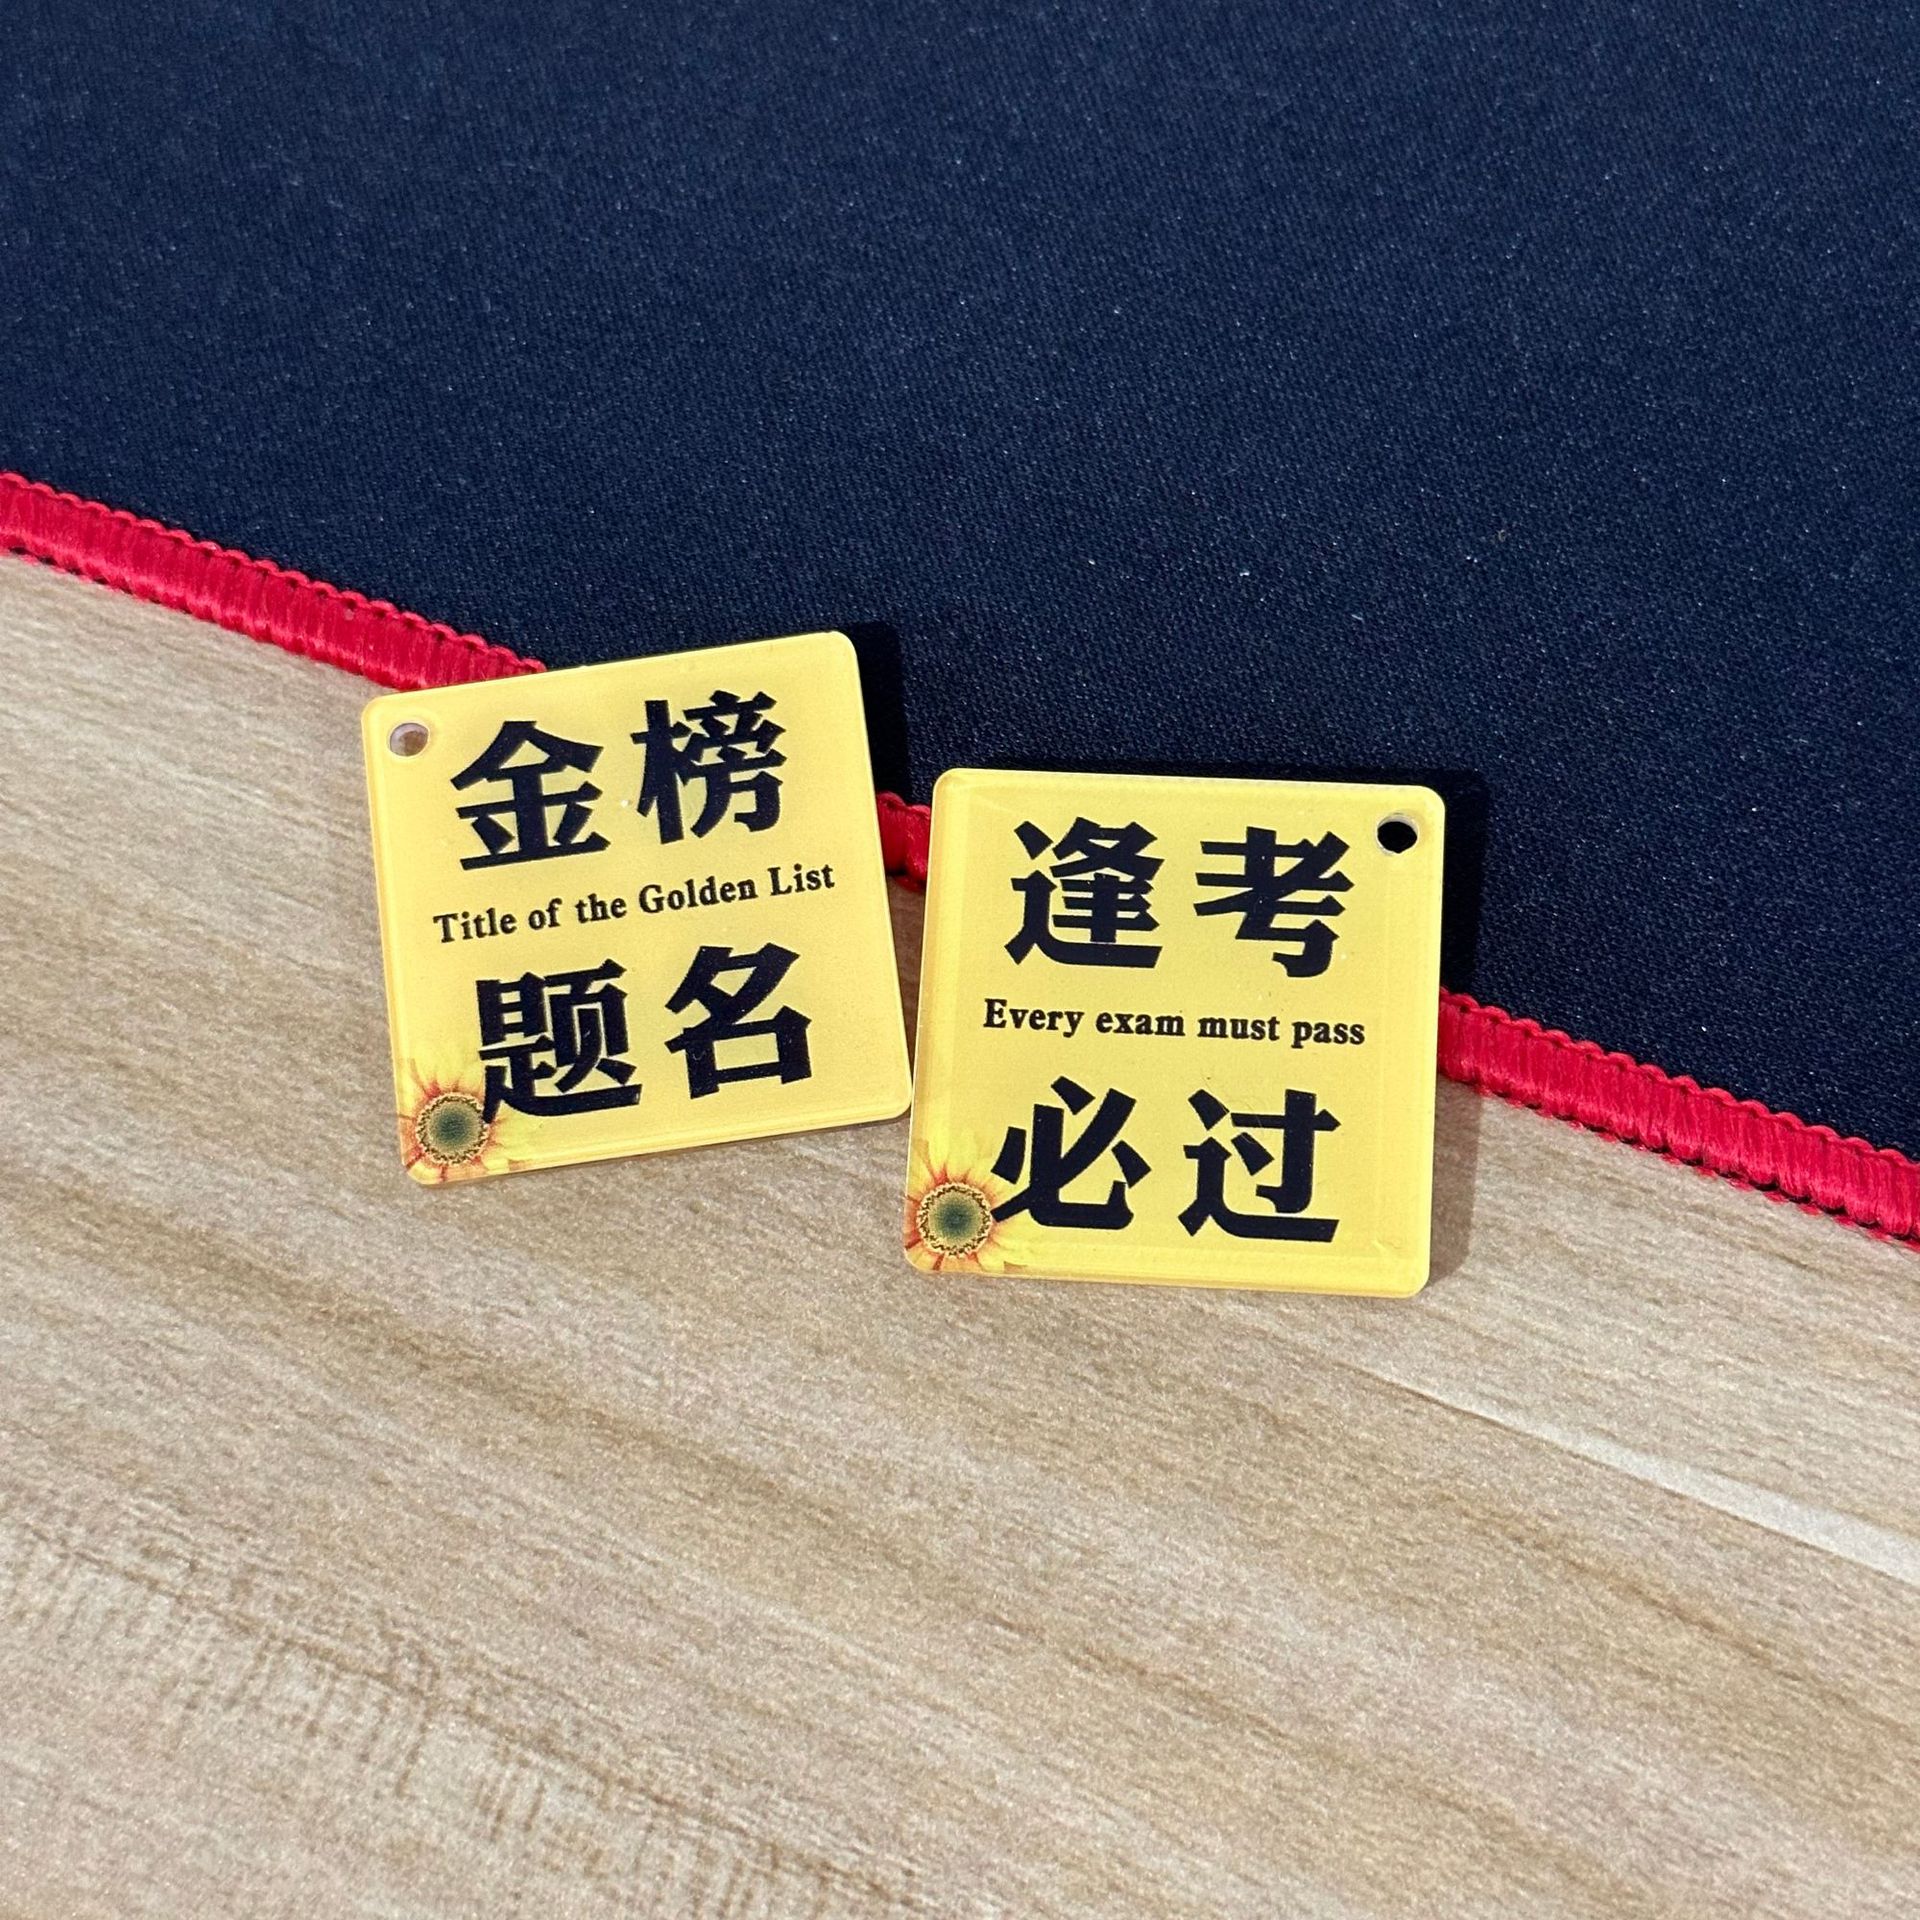 金榜
Title of the Golden List
题名
逢考
Every exam must pass
必过